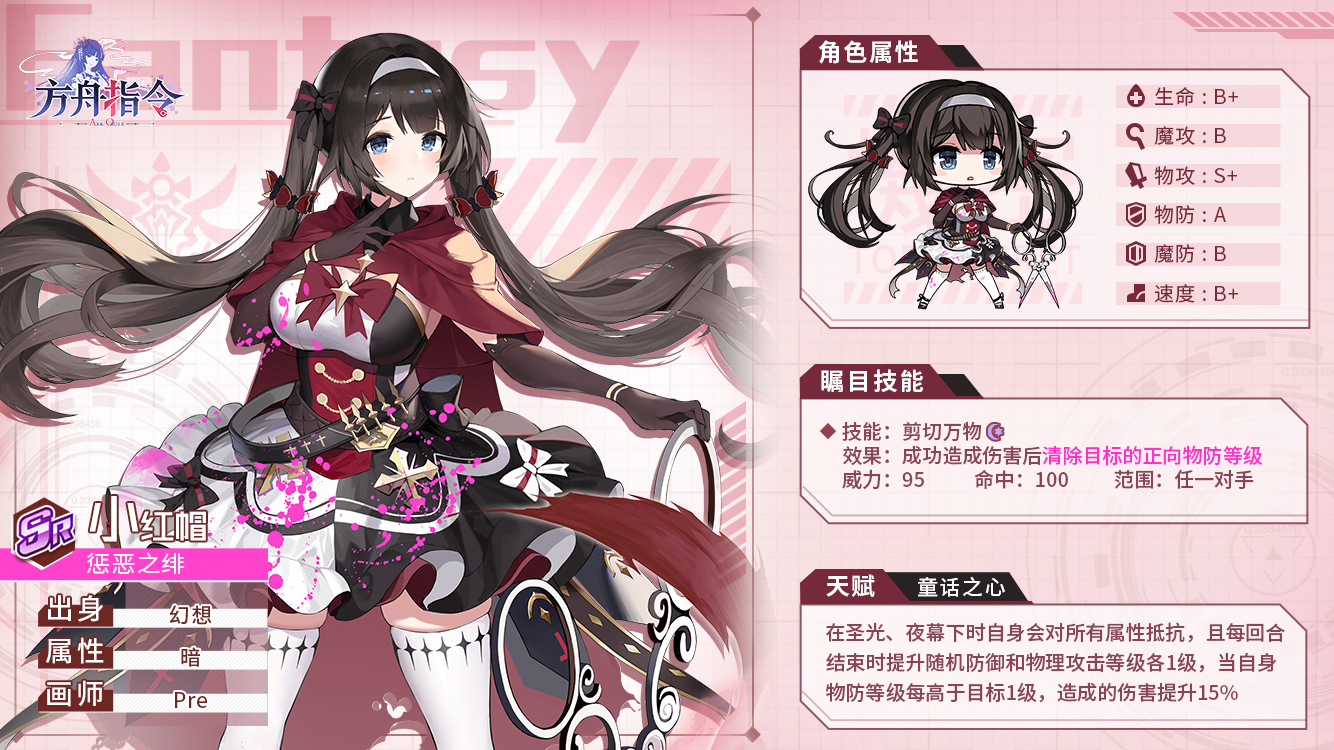 Fantasy
方舟指令
Ark Order
SR
小红帽
惩恶之绯
出身 幻想
属性 暗
画师 Pre
角色属性
生命：B+
魔攻：B
物攻：S+
物防：A
魔防：B
速度：B+
瞩目技能
技能：剪切万物
效果：成功造成伤害后清除目标的正向物防等级
威力：95 命中：100 范围：任一对手
天赋 童话之心
在圣光、夜幕下时自身会对所有属性抵抗，且每回合
结束时提升随机防御和物理攻击等级各1级，当自身
物防等级每高于目标1级，造成的伤害提升15%